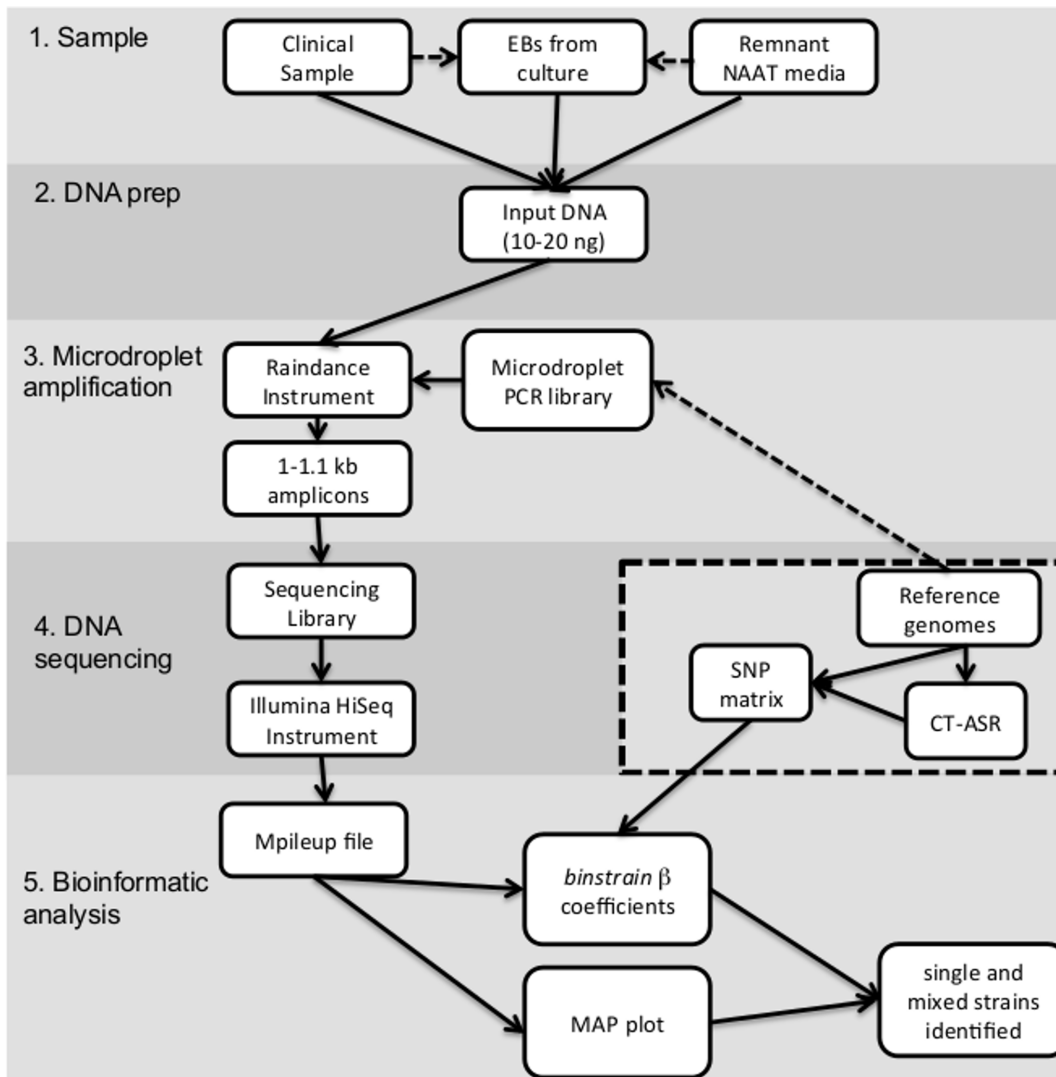 1. Sample
Clinical
Sample
EBs from
culture
Remnant
NAAT media
2. DNA prep
Input DNA
(10-20 ng)
3. Microdroplet
amplification
Raindance
Instrument
Microdroplet
PCR library
1-1.1 kb
amplicons
4. DNA
sequencing
Sequencing
Library
Reference
genomes
SNP
matrix
CT-ASR
Illumina HiSeq
Instrument
5. Bioinformatic
analysis
Mpileup file
binstrain β
coefficients
MAP plot
single and
mixed strains
identified